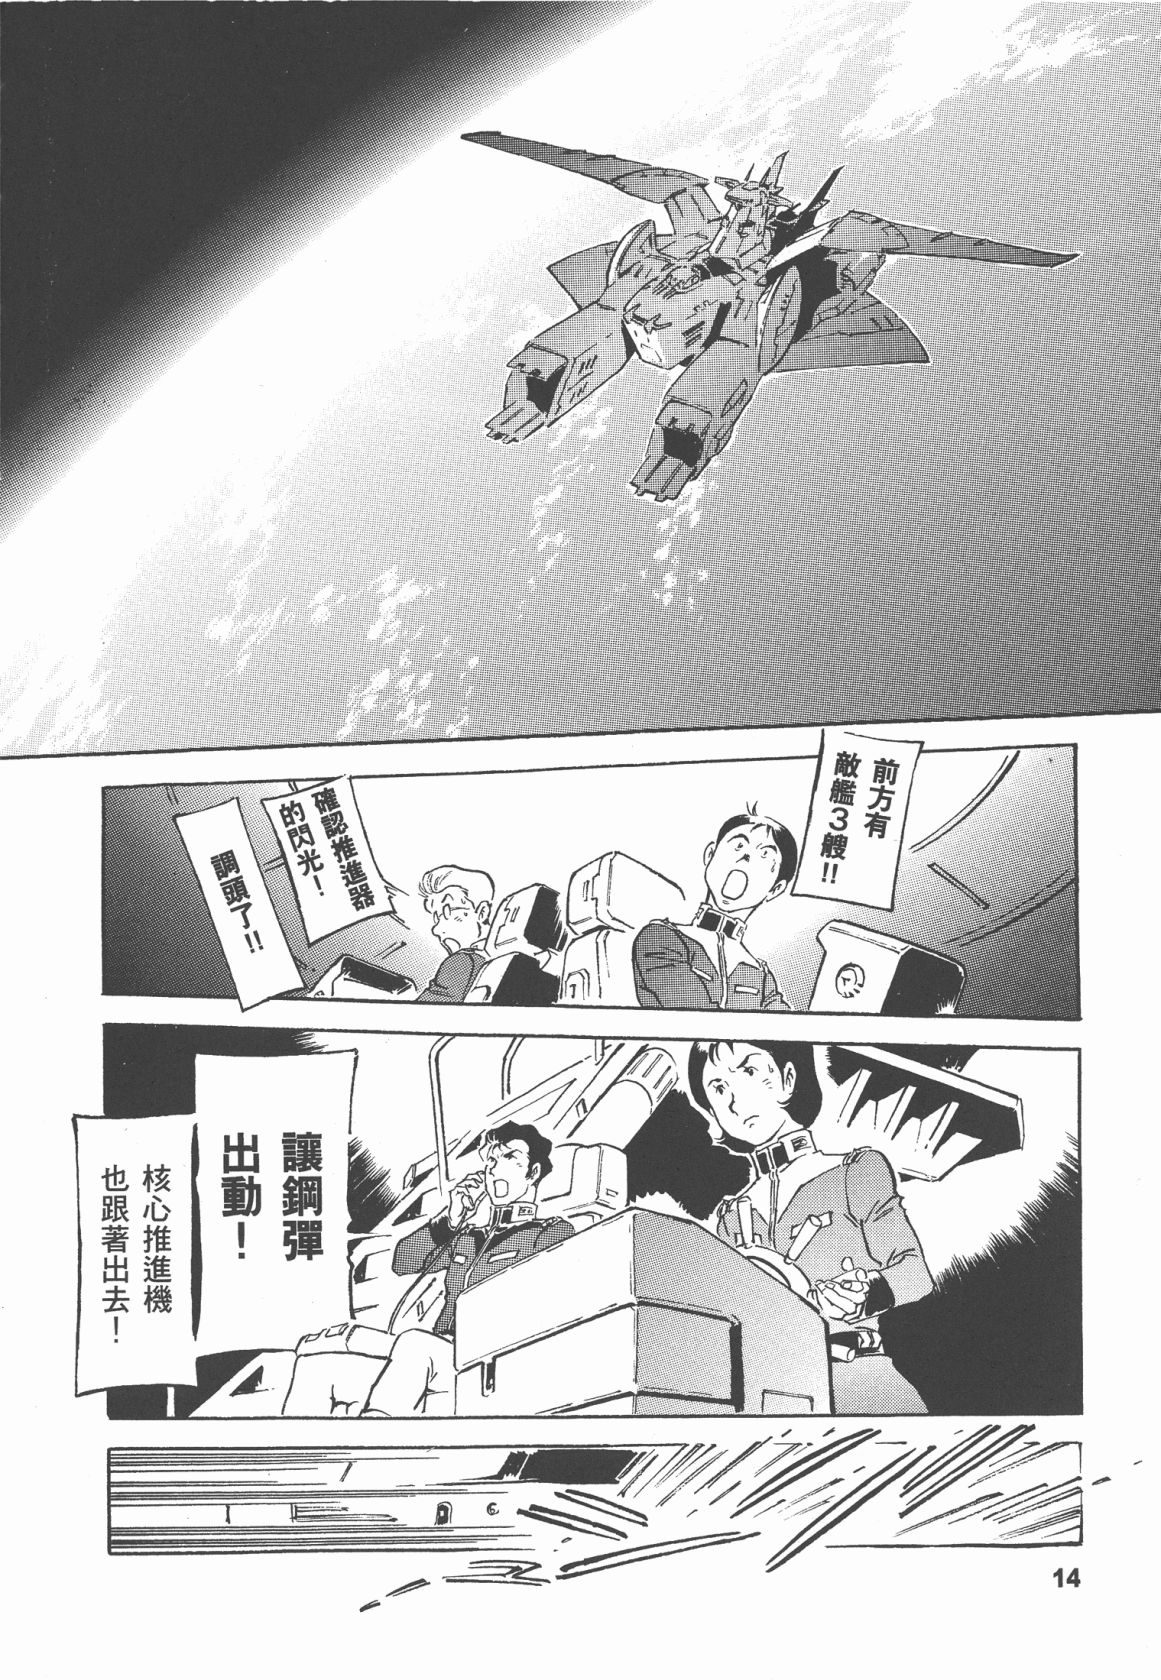 前方有
敵艦3艘!!
確認推進器
的閃光！
調頭了!!
讓鋼彈
出動！
核心推進機
也跟著出去！
6
14